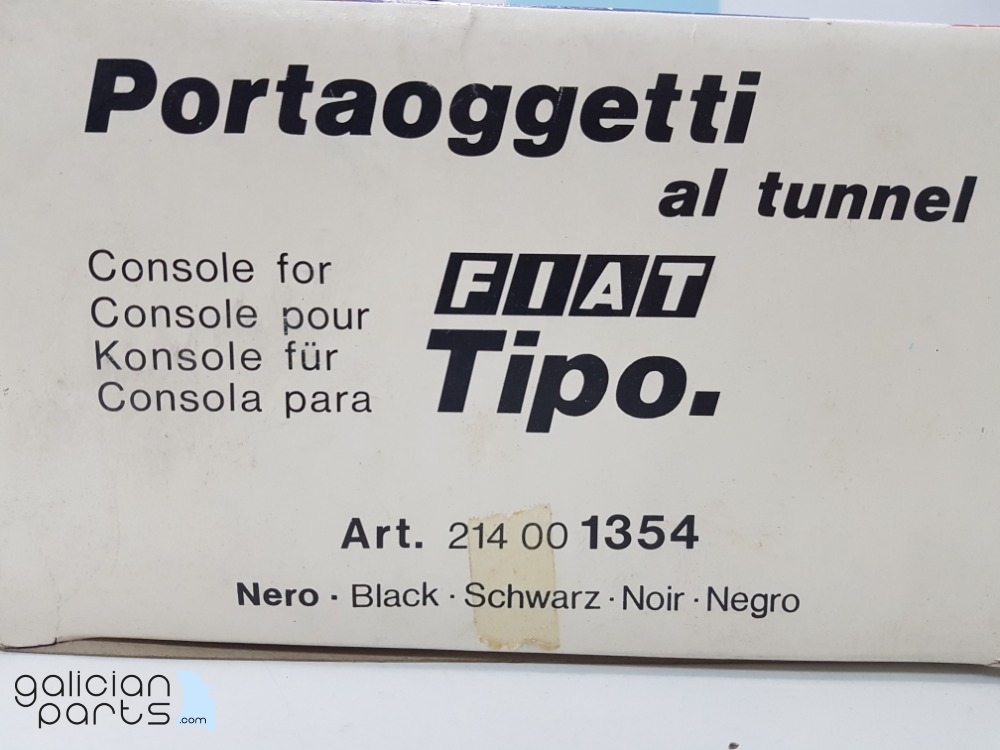 Portaoggetti
al tunnel
Console for
Console pour
Konsole für
Consola para
FIAT
Tipo.
Art. 214 00 1354
Nero · Black · Schwarz · Noir · Negro
galician
parts.com